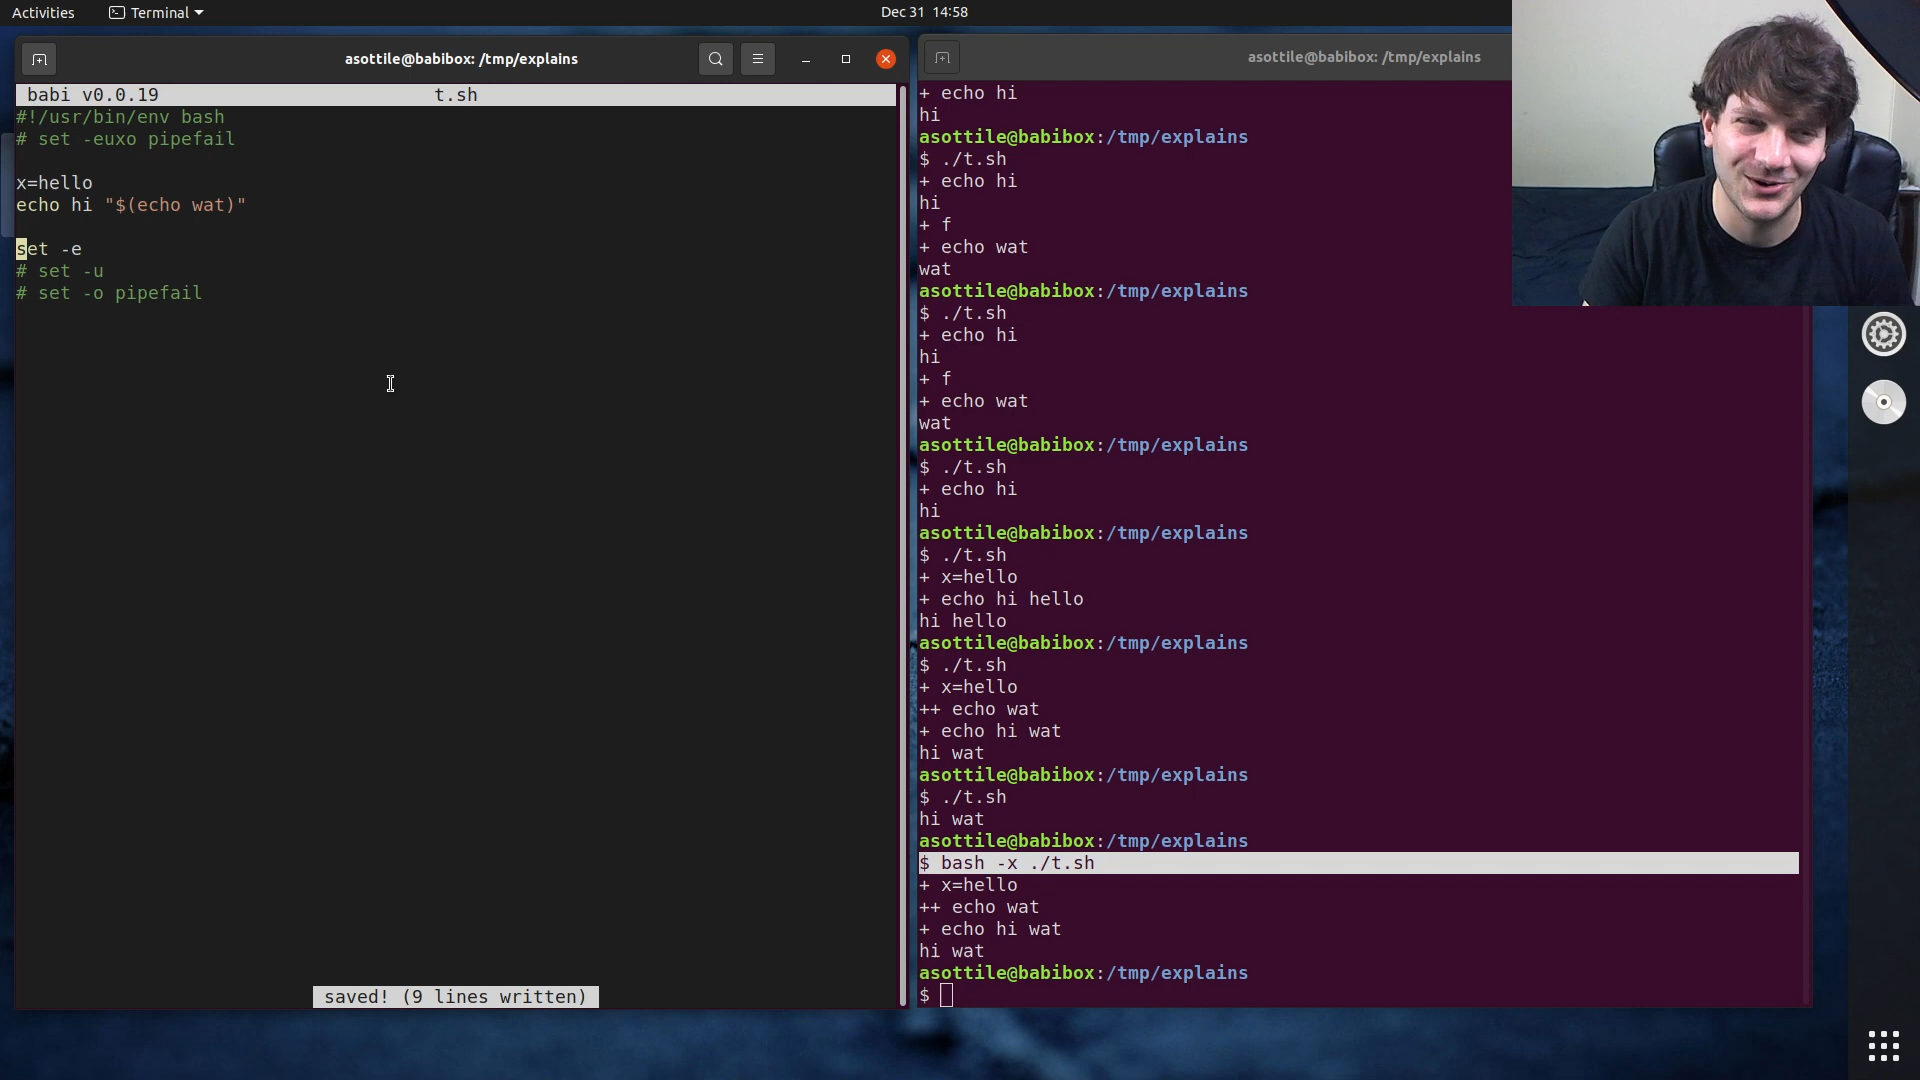 Activities
Terminal
Dec 31 14:58
asottile@babibox: /tmp/explains
babi v0.0.19 t.sh
#!/usr/bin/env bash
# set -euxo pipefail
x=hello
echo hi "$(echo wat)"
set -e
# set -u
# set -o pipefail
saved! (9 lines written)
asottile@babibox: /tmp/explains
+ echo hi
hi
asottile@babibox:/tmp/explains
$ ./t.sh
+ echo hi
hi
+ f
+ echo wat
wat
asottile@babibox:/tmp/explains
$ ./t.sh
+ echo hi
hi
+ f
+ echo wat
wat
asottile@babibox:/tmp/explains
$ ./t.sh
+ echo hi
hi
asottile@babibox:/tmp/explains
$ ./t.sh
+ x=hello
+ echo hi hello
hi hello
asottile@babibox:/tmp/explains
$ ./t.sh
+ x=hello
++ echo wat
+ echo hi wat
hi wat
asottile@babibox:/tmp/explains
$ ./t.sh
hi wat
asottile@babibox:/tmp/explains
$ bash -x ./t.sh
+ x=hello
++ echo wat
+ echo hi wat
hi wat
asottile@babibox:/tmp/explains
$